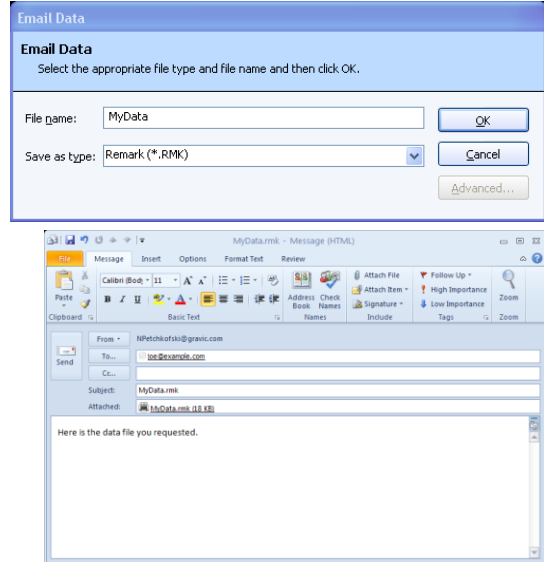 Email Data
Email Data
Select the appropriate file type and file name and then click OK.
File name: MyData
OK
Save as type: Remark (*.RMK)
Cancel
Advanced...
MyData.rmk - Message (HTML)
File Message Insert Options Format Text Review
Paste
Calibri (Body) 11
B I U
Address Book
Check Names
Attach File
Attach Item
Signature
Follow Up
High Importance
Low Importance
Zoom
Clipboard Basic Text Names Include Tags Zoom
Send
From NPetchkofski@gravic.com
To... joe@example.com
Cc...
Subject: MyData.rmk
Attached: MyData.rmk (18 KB)
Here is the data file you requested.